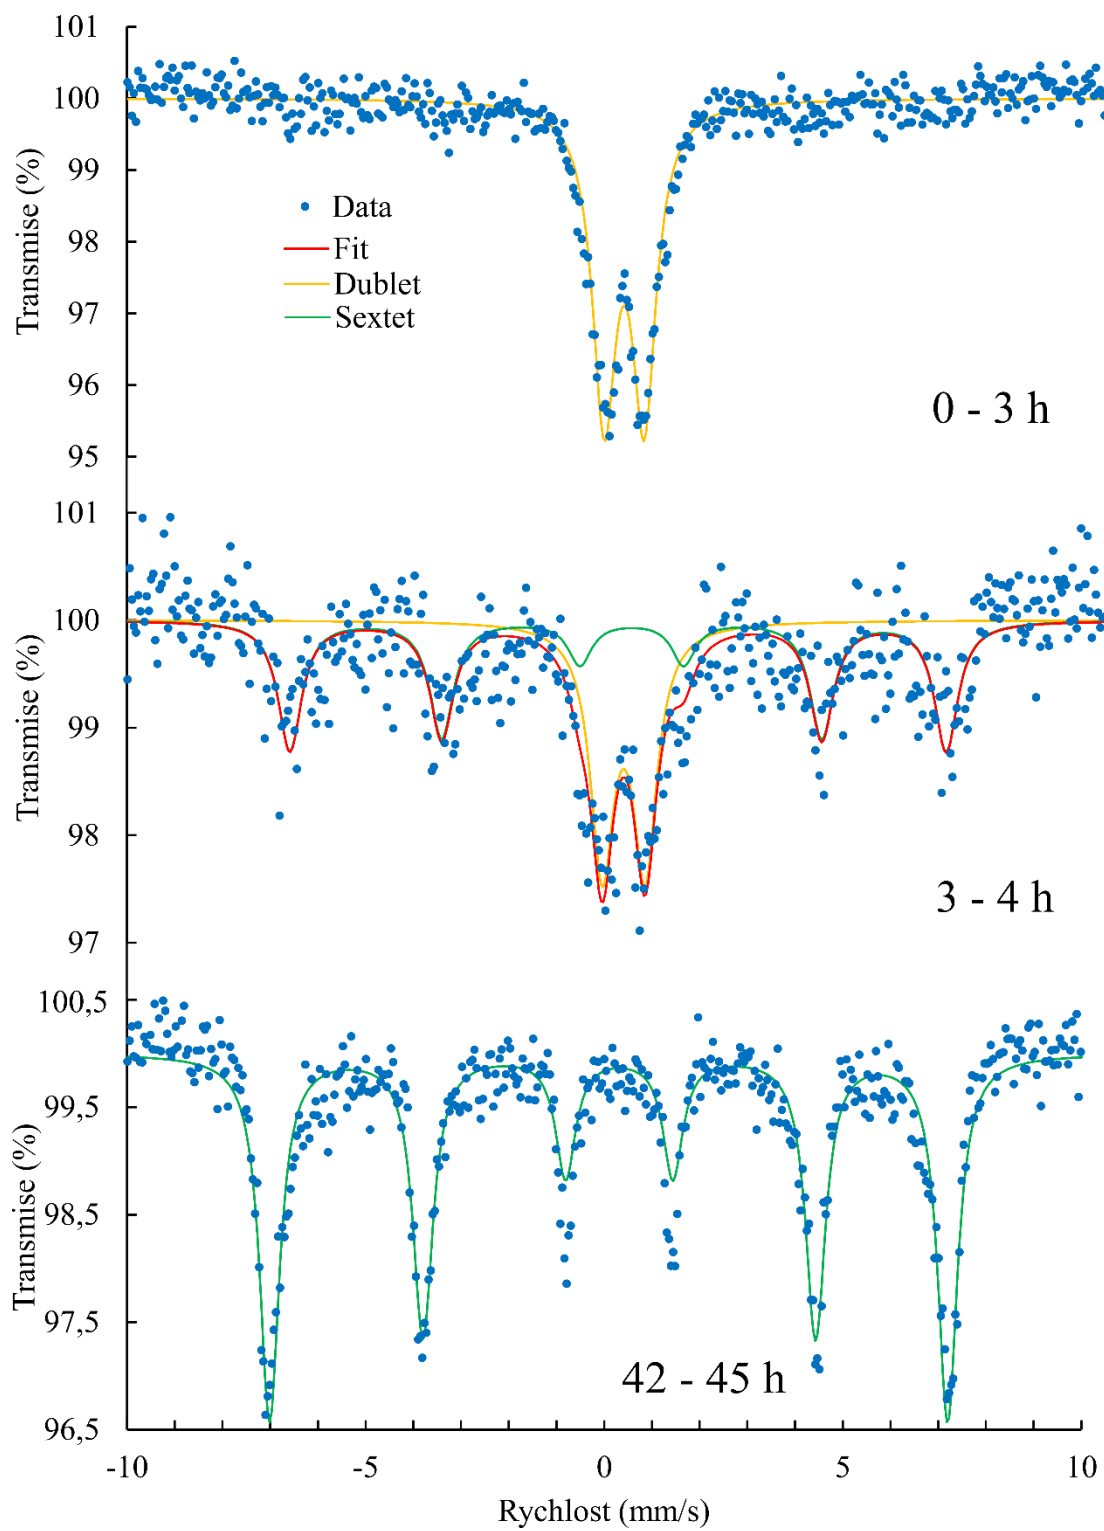 101
100
99
98
97
96
95
Transmise (%)
Data
Fit
Dublet
Sextet
0 - 3 h
101
100
99
98
97
Transmise (%)
3 - 4 h
100,5
99,5
98,5
97,5
96,5
Transmise (%)
42 - 45 h
-10 -5 0 5 10
Rychlost (mm/s)